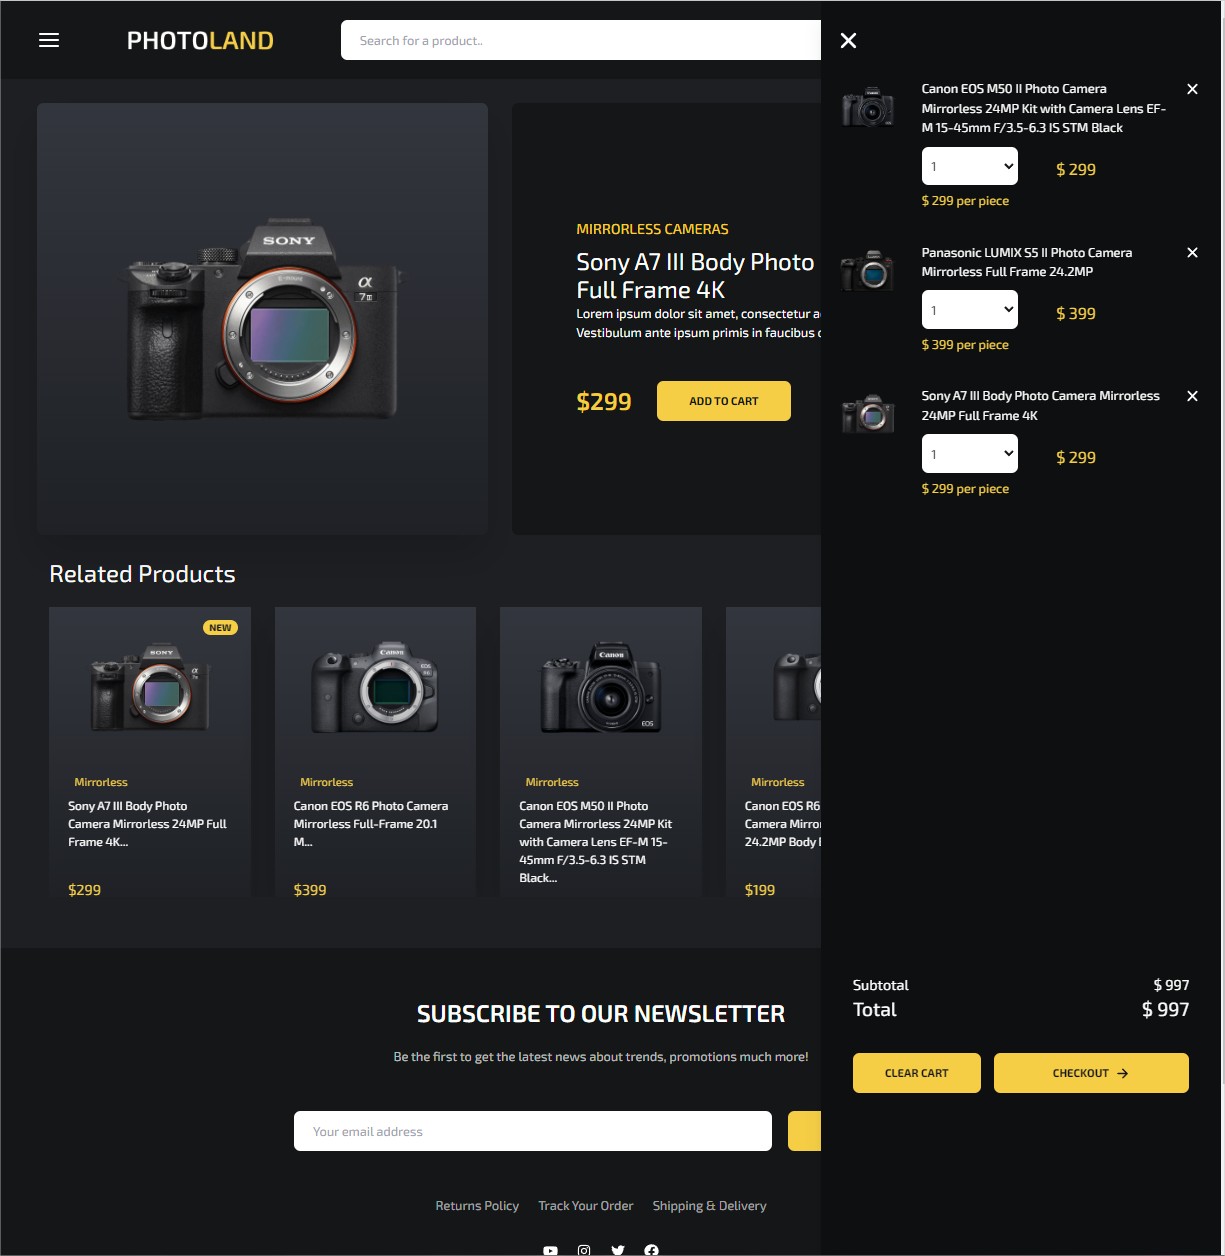 PHOTOLAND
Search for a product..
SONY
α
7III
MIRRORLESS CAMERAS
Sony A7 III Body Photo
Full Frame 4K
Lorem ipsum dolor sit amet, consectetur a
Vestibulum ante ipsum primis in faucibus
$299
ADD TO CART
Canon EOS M50 II Photo Camera
Mirrorless 24MP Kit with Camera Lens EF-
M 15-45mm F/3.5-6.3 IS STM Black
1
$ 299
$ 299 per piece
Panasonic LUMIX S5 II Photo Camera
Mirrorless Full Frame 24.2MP
1
$ 399
$ 399 per piece
Sony A7 III Body Photo Camera Mirrorless
24MP Full Frame 4K
1
$ 299
$ 299 per piece
Related Products
NEW
SONY
α
Mirrorless
Sony A7 III Body Photo
Camera Mirrorless 24MP Full
Frame 4K...
$299
Canon
EOS
R6
Mirrorless
Canon EOS R6 Photo Camera
Mirrorless Full-Frame 20.1
M...
$399
Canon
EOS
Mirrorless
Canon EOS M50 II Photo
Camera Mirrorless 24MP Kit
with Camera Lens EF-M 15-
45mm F/3.5-6.3 IS STM
Black...
Mirrorless
Canon EOS R6
Camera Mirror
24.2MP Body
$199
Subtotal
$ 997
Total
$ 997
CLEAR CART
CHECKOUT
SUBSCRIBE TO OUR NEWSLETTER
Be the first to get the latest news about trends, promotions much more!
Your email address
Returns Policy
Track Your Order
Shipping & Delivery